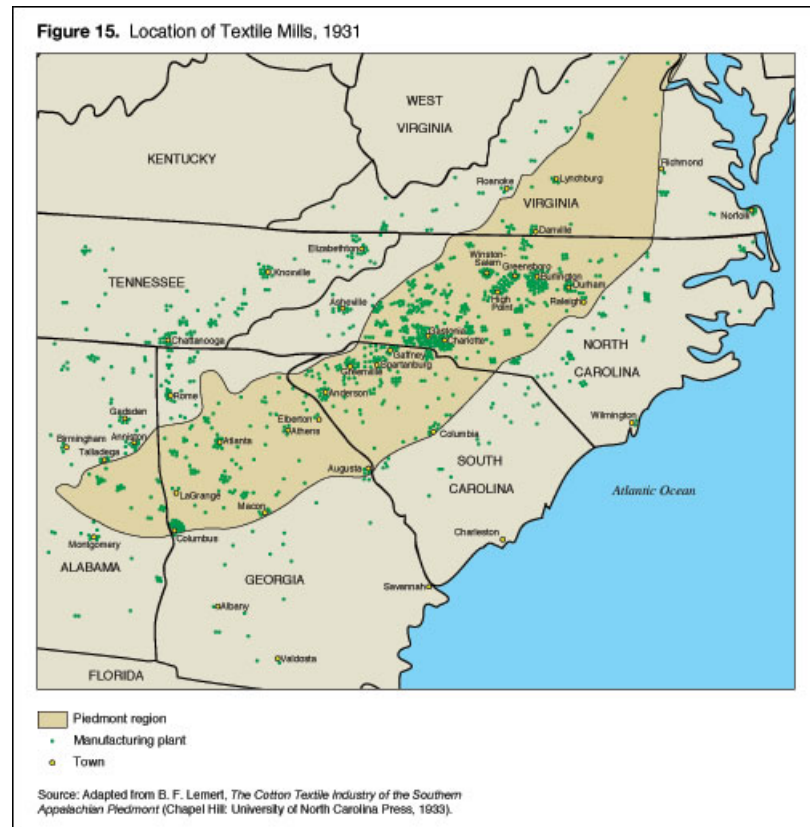 Figure 15. Location of Textile Mills, 1931
WEST
VIRGINIA
KENTUCKY
Richmond
Lynchburg
Roanoke
VIRGINIA
Norfolk
Danville
Elizabethton
Winston-
Salem
Greensboro
Burlington
Knoxville
TENNESSEE
Durham
High
Point
Raleigh
Asheville
Gastonia
Charlotte
Chattanooga
NORTH
CAROLINA
Gaffney
Spartanburg
Greenville
Anderson
Rome
Gadsden
Elberton
Wilmington
Athens
Columbia
Birmingham
Anniston
Atlanta
Talladega
Augusta
SOUTH
CAROLINA
Atlantic Ocean
LaGrange
Macon
Columbus
Charleston
Montgomery
ALABAMA
GEORGIA
Savannah
Albany
Valdosta
FLORIDA
Piedmont region
Manufacturing plant
Town
Source: Adapted from B. F. Lemert, The Cotton Textile Industry of the Southern
Appalachian Piedmont (Chapel Hill: University of North Carolina Press, 1933).